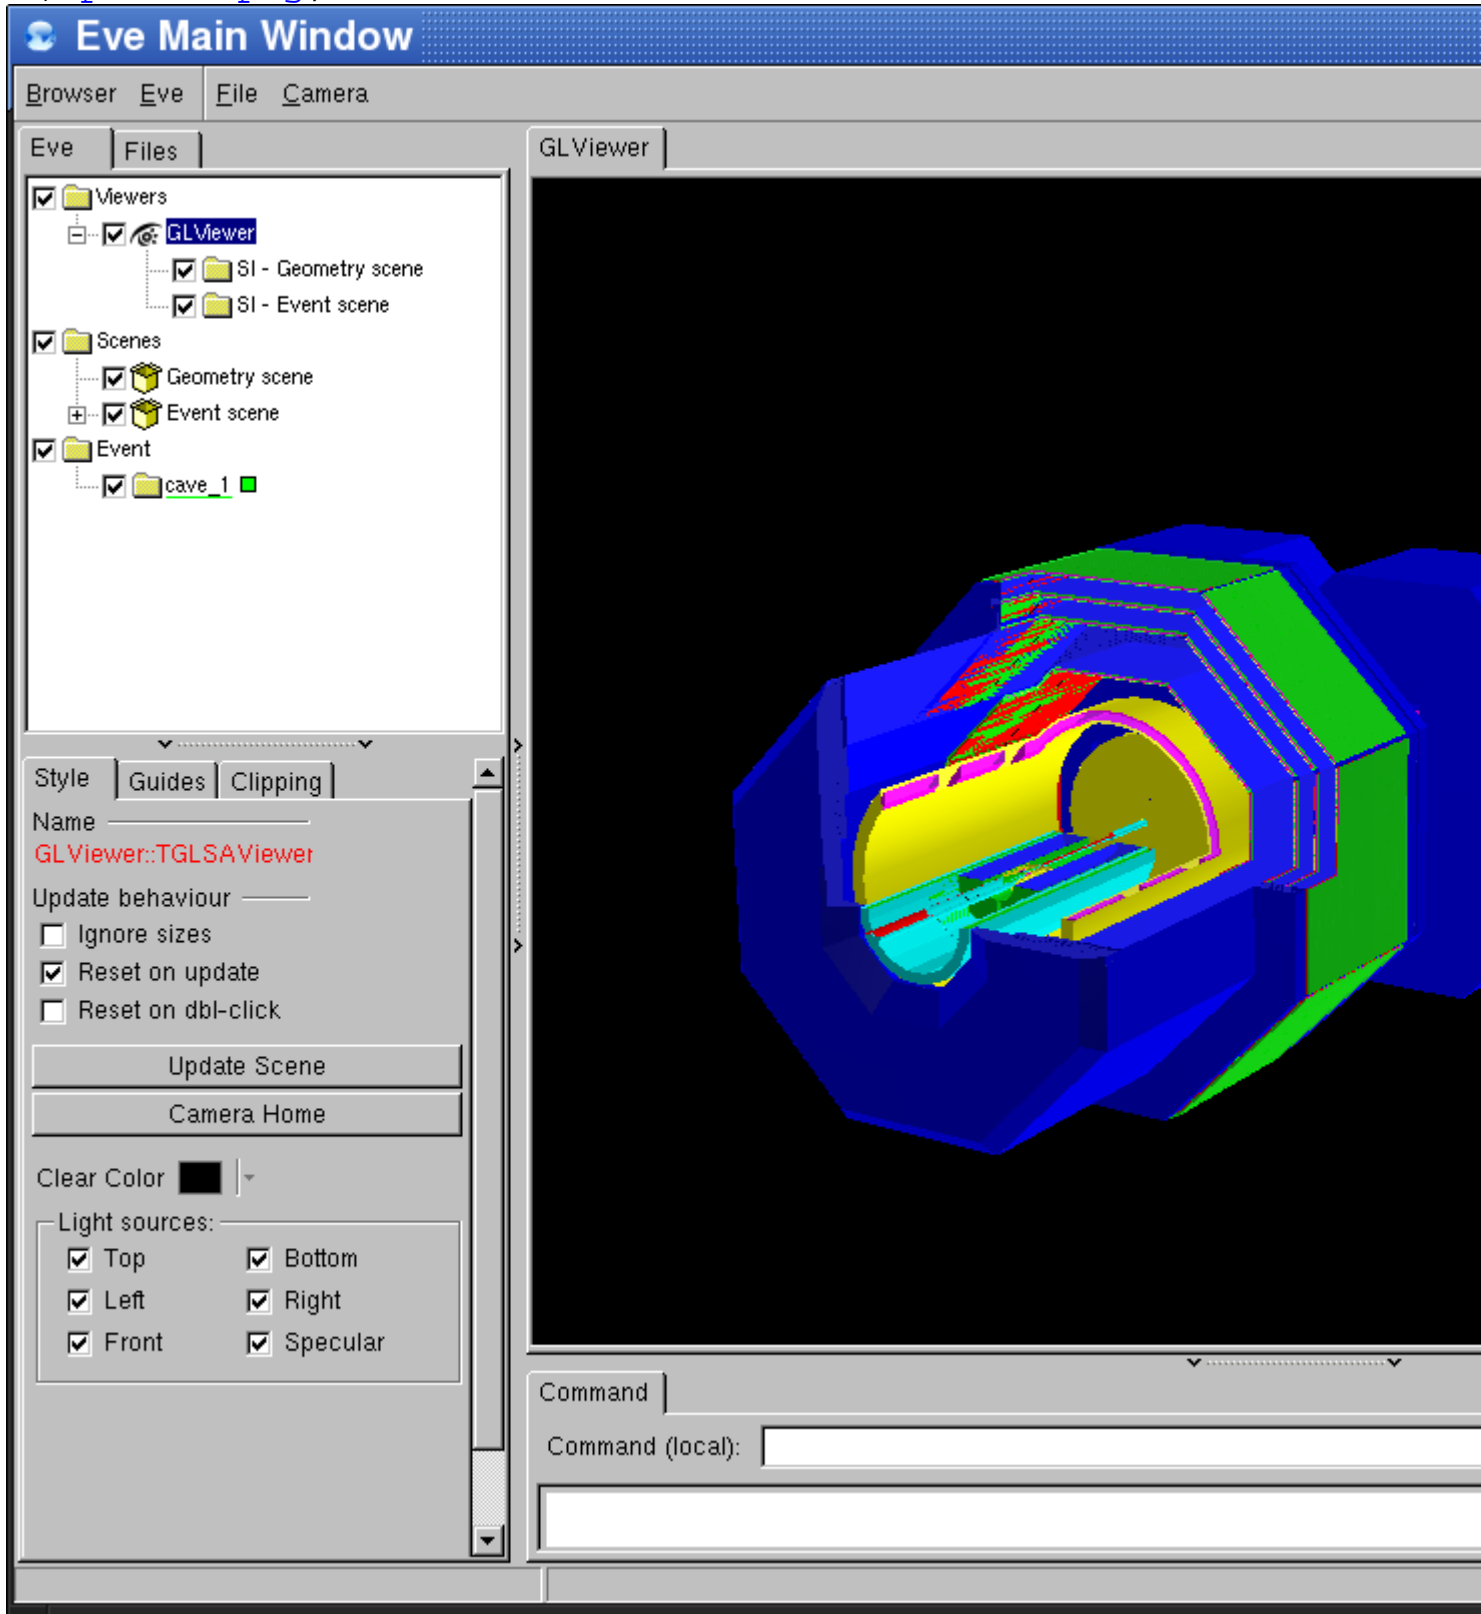 Eve Main Window
Browser Eve File Camera
Eve Files
Viewers
GLViewer
SI - Geometry scene
SI - Event scene
Scenes
Geometry scene
Event scene
Event
cave_1
Style Guides Clipping
Name
GLViewer::TGLSAViewer
Update behaviour
Ignore sizes
Reset on update
Reset on dbl-click
Update Scene
Camera Home
Clear Color
Light sources:
Top Bottom
Left Right
Front Specular
GLViewer
Command
Command (local):